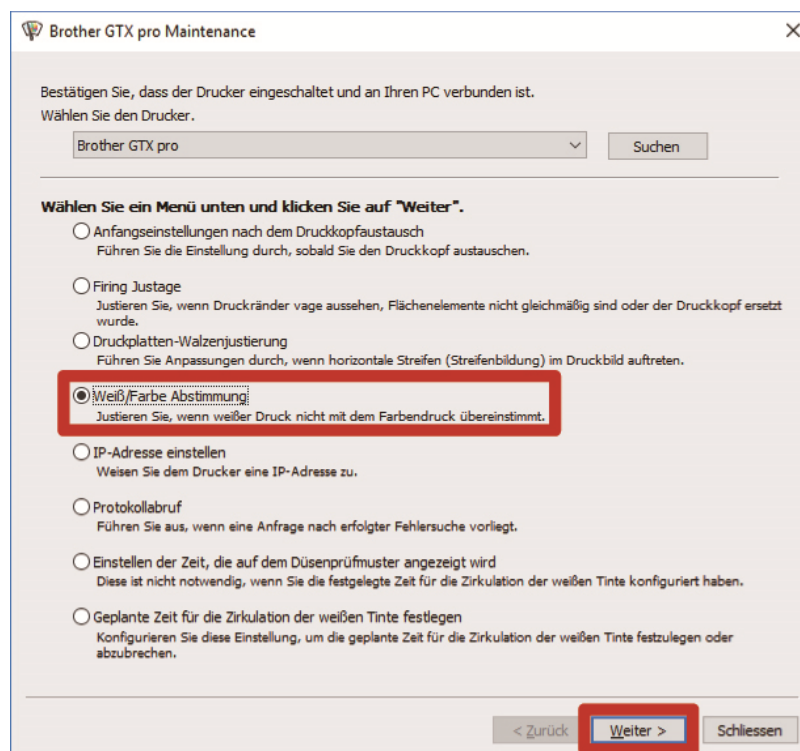 Brother GTX pro Maintenance
Bestätigen Sie, dass der Drucker eingeschaltet und an Ihren PC verbunden ist.
Wählen Sie den Drucker.
Brother GTX pro
Suchen
Wählen Sie ein Menü unten und klicken Sie auf "Weiter".
Anfangseinstellungen nach dem Druckkopfaustausch
Führen Sie die Einstellung durch, sobald Sie den Druckkopf austauschen.
Firing Justage
Justieren Sie, wenn Druckränder vage aussehen, Flächenelemente nicht gleichmäßig sind oder der Druckkopf ersetzt
wurde.
Druckplatten-Walzenjustierung
Führen Sie Anpassungen durch, wenn horizontale Streifen (Streifenbildung) im Druckbild auftreten.
Weiß/Farbe Abstimmung
Justieren Sie, wenn weißer Druck nicht mit dem Farbendruck übereinstimmt.
IP-Adresse einstellen
Weisen Sie dem Drucker eine IP-Adresse zu.
Protokollabruf
Führen Sie aus, wenn eine Anfrage nach erfolgter Fehlersuche vorliegt.
Einstellen der Zeit, die auf dem Düsenprüfmuster angezeigt wird
Diese ist nicht notwendig, wenn Sie die festgelegte Zeit für die Zirkulation der weißen Tinte konfiguriert haben.
Geplante Zeit für die Zirkulation der weißen Tinte festlegen
Konfigurieren Sie diese Einstellung, um die geplante Zeit für die Zirkulation der weißen Tinte festzulegen oder
abzubrechen.
< Zurück
Weiter >
Schliessen